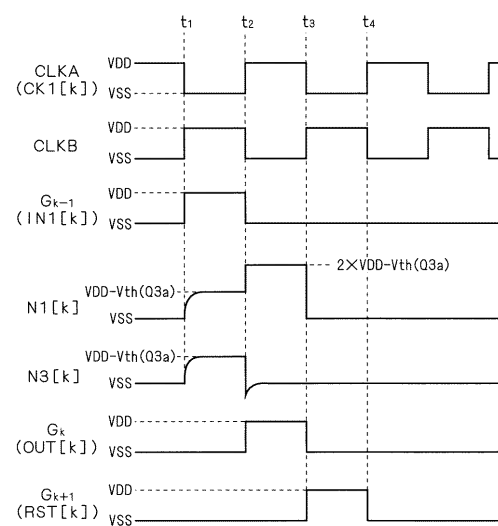 t1 t2 t3 t4
CLKA
(CK1[k])
VDD
VSS
CLKB
VDD
VSS
Gk-1
(IN1[k])
VDD
VSS
2×VDD-Vth(Q3a)
N1[k]
VDD-Vth(Q3a)
VSS
N3[k]
VDD-Vth(Q3a)
VSS
Gk
(OUT[k])
VDD
VSS
Gk+1
(RST[k])
VDD
VSS